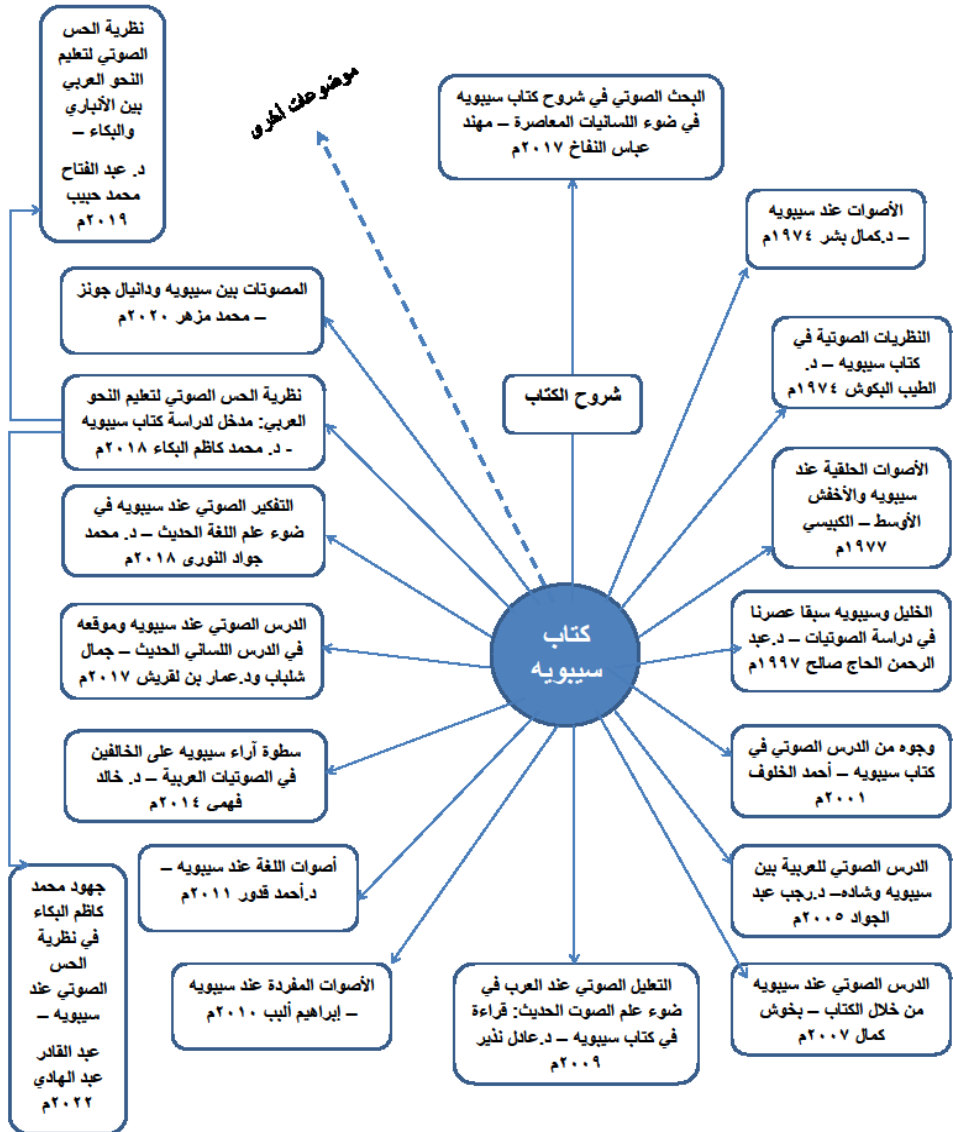 نظرية الحس
الصوتي لتعليم
النحو العربي
بين الأنباري
والبكاء –
د. عبد الفتاح
محمد حبيب
٢٠١٩م
موضوعات أخرى
البحث الصوتي في شروح كتاب سيبويه
في ضوء اللسانيات المعاصرة – مهند
عباس النفاخ ٢٠١٧م
الأصوات عند سيبويه
– د.كمال بشر ١٩٧٤م
النظريات الصوتية في
كتاب سيبويه – د.
الطيب البكوش ١٩٧٤م
الأصوات الحلقية عند
سيبويه والأخفش
الأوسط – الكبيسي
١٩٧٧م
الخليل وسيبويه سبقا عصرنا
في دراسة الصوتيات – د.عبد
الرحمن الحاج صالح ١٩٩٧م
وجوه من الدرس الصوتي في
كتاب سيبويه – أحمد الخلوف
٢٠٠١م
الدرس الصوتي للعربية بين
سيبويه وشاده– د.رجب عبد
الجواد ٢٠٠٥م
الدرس الصوتي عند سيبويه
من خلال الكتاب – بخوش
كمال ٢٠٠٧م
التعليل الصوتي عند العرب في
ضوء علم الصوت الحديث: قراءة
في كتاب سيبويه – د.عادل نذير
٢٠٠٩م
الأصوات المفردة عند سيبويه
– إبراهيم ألبب ٢٠١٠م
أصوات اللغة عند سيبويه –
د.أحمد قدور ٢٠١١م
سطوة آراء سيبويه على الخالفين
في الصوتيات العربية – د. خالد
فهمى ٢٠١٤م
الدرس الصوتي عند سيبويه وموقعه
في الدرس اللساني الحديث – جمال
شلباب ود.عمار بن لقريش ٢٠١٧م
التفكير الصوتي عند سيبويه في
ضوء علم اللغة الحديث – د. محمد
جواد النورى ٢٠١٨م
نظرية الحس الصوتي لتعليم النحو
العربي: مدخل لدراسة كتاب سيبويه
- د. محمد كاظم البكاء ٢٠١٨م
المصوتات بين سيبويه ودانيال جونز
– محمد مزهر ٢٠٢٠م
شروح الكتاب
كتاب
سيبويه
جهود محمد
كاظم البكاء
في نظرية
الحس
الصوتي عند
سيبويه –
عبد القادر
عبد الهادي
٢٠٢٢م